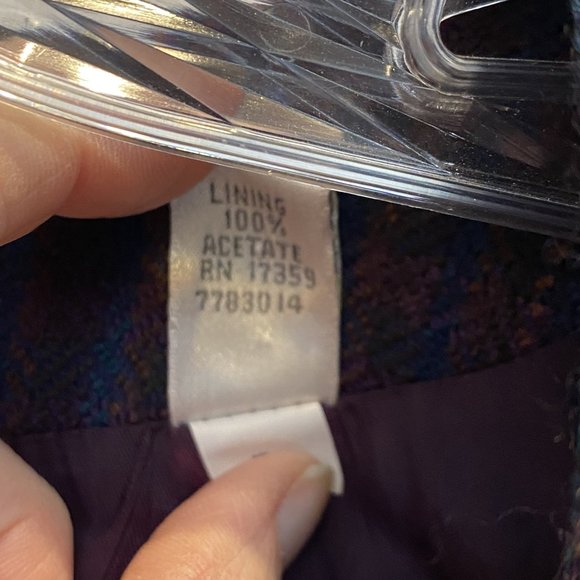 LINING
100%
ACETATE
RN 17359
7783014